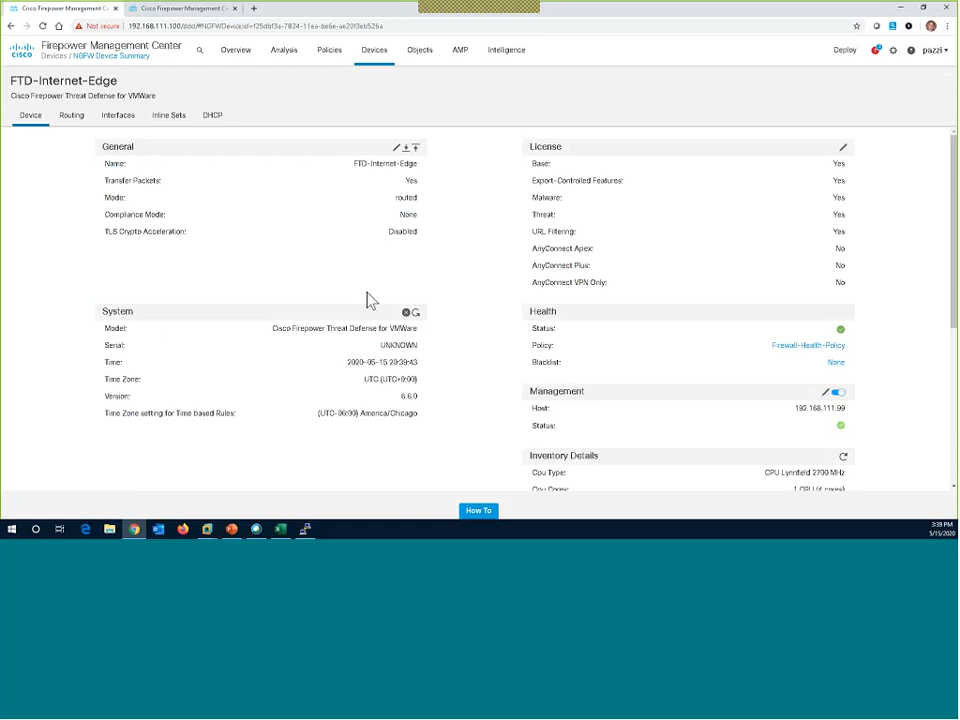 Cisco Firepower Management C
Cisco Firepower Management C
Not secure
192.168.111.100/ddd/#NGFWDevice;id=f25dbf3a-7824-11ea-be6e-ae20f3eb526a
cisco
Firepower Management Center
Devices / NGFW Device Summary
Overview
Analysis
Policies
Devices
Objects
AMP
Intelligence
Deploy
pazzi
FTD-Internet-Edge
Cisco Firepower Threat Defense for VMWare
Device
Routing
Interfaces
Inline Sets
DHCP
General
Name: FTD-Internet-Edge
Transfer Packets: Yes
Mode: routed
Compliance Mode: None
TLS Crypto Acceleration: Disabled
License
Base: Yes
Export-Controlled Features: Yes
Malware: Yes
Threat: Yes
URL Filtering: Yes
AnyConnect Apex: No
AnyConnect Plus: No
AnyConnect VPN Only: No
System
Model: Cisco Firepower Threat Defense for VMWare
Serial: UNKNOWN
Time: 2020-05-15 20:39:43
Time Zone: UTC (UTC+0:00)
Version: 6.6.0
Time Zone setting for Time based Rules: (UTC-06:00) America/Chicago
Health
Status:
Policy: Firewall-Health-Policy
Blacklist: None
Management
Host: 192.168.111.99
Status:
Inventory Details
Cpu Type: CPU Lynnfield 2700 MHz
Cpu Cores: 1 CPU (4 cores)
How To
3:39 PM
5/15/2020